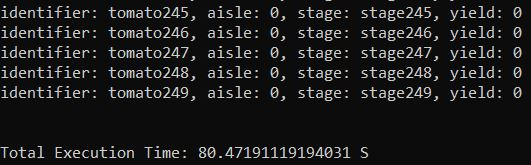 identifier: tomato245, aisle: 0, stage: stage245, yield: 0
identifier: tomato246, aisle: 0, stage: stage246, yield: 0
identifier: tomato247, aisle: 0, stage: stage247, yield: 0
identifier: tomato248, aisle: 0, stage: stage248, yield: 0
identifier: tomato249, aisle: 0, stage: stage249, yield: 0
Total Execution Time: 80.47191119194031 S